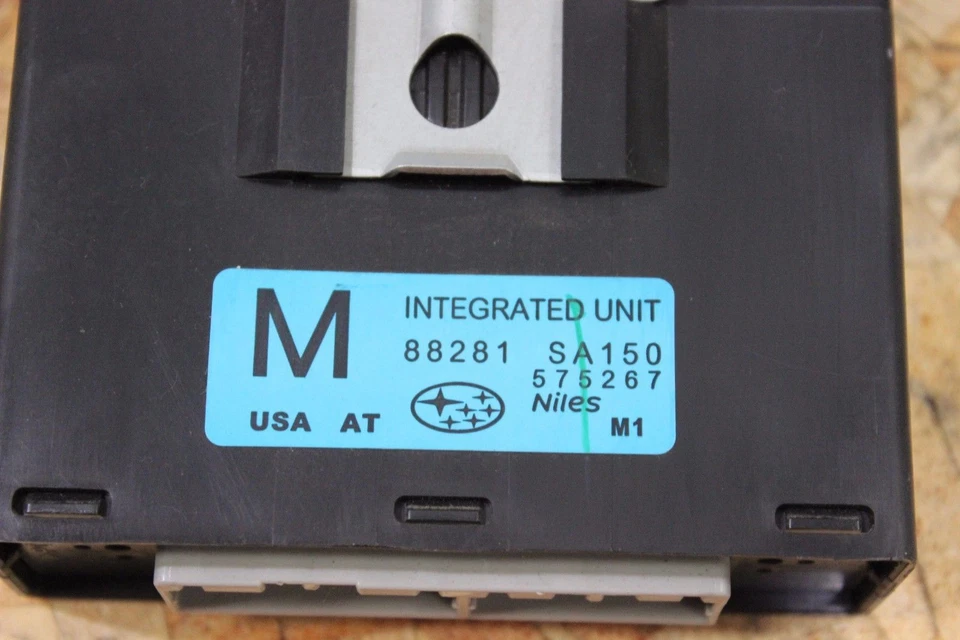 M
INTEGRATED UNIT
88281 SA150
575267
Niles
USA AT
M1